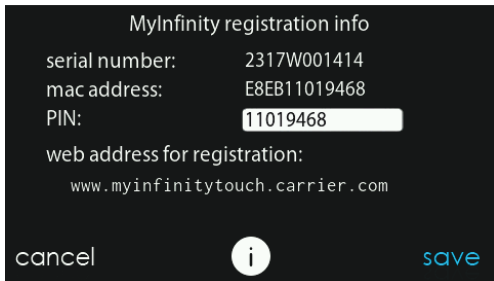 MyInfinity registration info
serial number: 2317W001414
mac address: E8EB11019468
PIN: 11019468
web address for registration:
www.myinfinitytouch.carrier.com
cancel i save